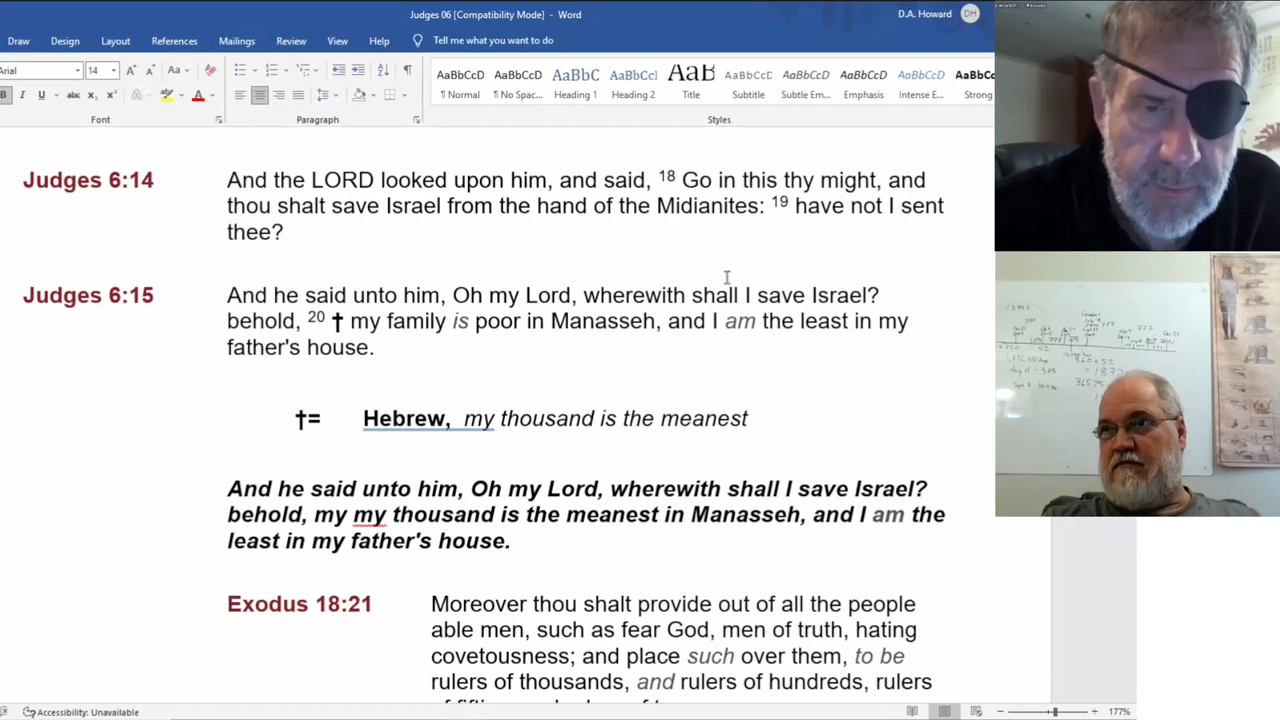 Judges 06 [Compatibility Mode] - Word
D.A. Howard DH
Draw Design Layout References Mailings Review View Help Tell me what you want to do
Arial 14 Aa
AaBbCcD AaBbCcD AaBbC AaBbCc AaB AaBbCcD AaBbCcD AaBbCcD AaBbCcD AaBbCc
Normal No Spac... Heading 1 Heading 2 Title Subtitle Subtle Em... Emphasis Intense E... Strong
Font Paragraph Styles
Judges 6:14 And the LORD looked upon him, and said, 18 Go in this thy might, and
thou shalt save Israel from the hand of the Midianites: 19 have not I sent
thee?
Judges 6:15 And he said unto him, Oh my Lord, wherewith shall I save Israel?
behold, 20 † my family is poor in Manasseh, and I am the least in my
father's house.
†= Hebrew, my thousand is the meanest
And he said unto him, Oh my Lord, wherewith shall I save Israel?
behold, my my thousand is the meanest in Manasseh, and I am the
least in my father's house.
Exodus 18:21 Moreover thou shalt provide out of all the people
able men, such as fear God, men of truth, hating
covetousness; and place such over them, to be
rulers of thousands, and rulers of hundreds, rulers
Accessibility: Unavailable 177%